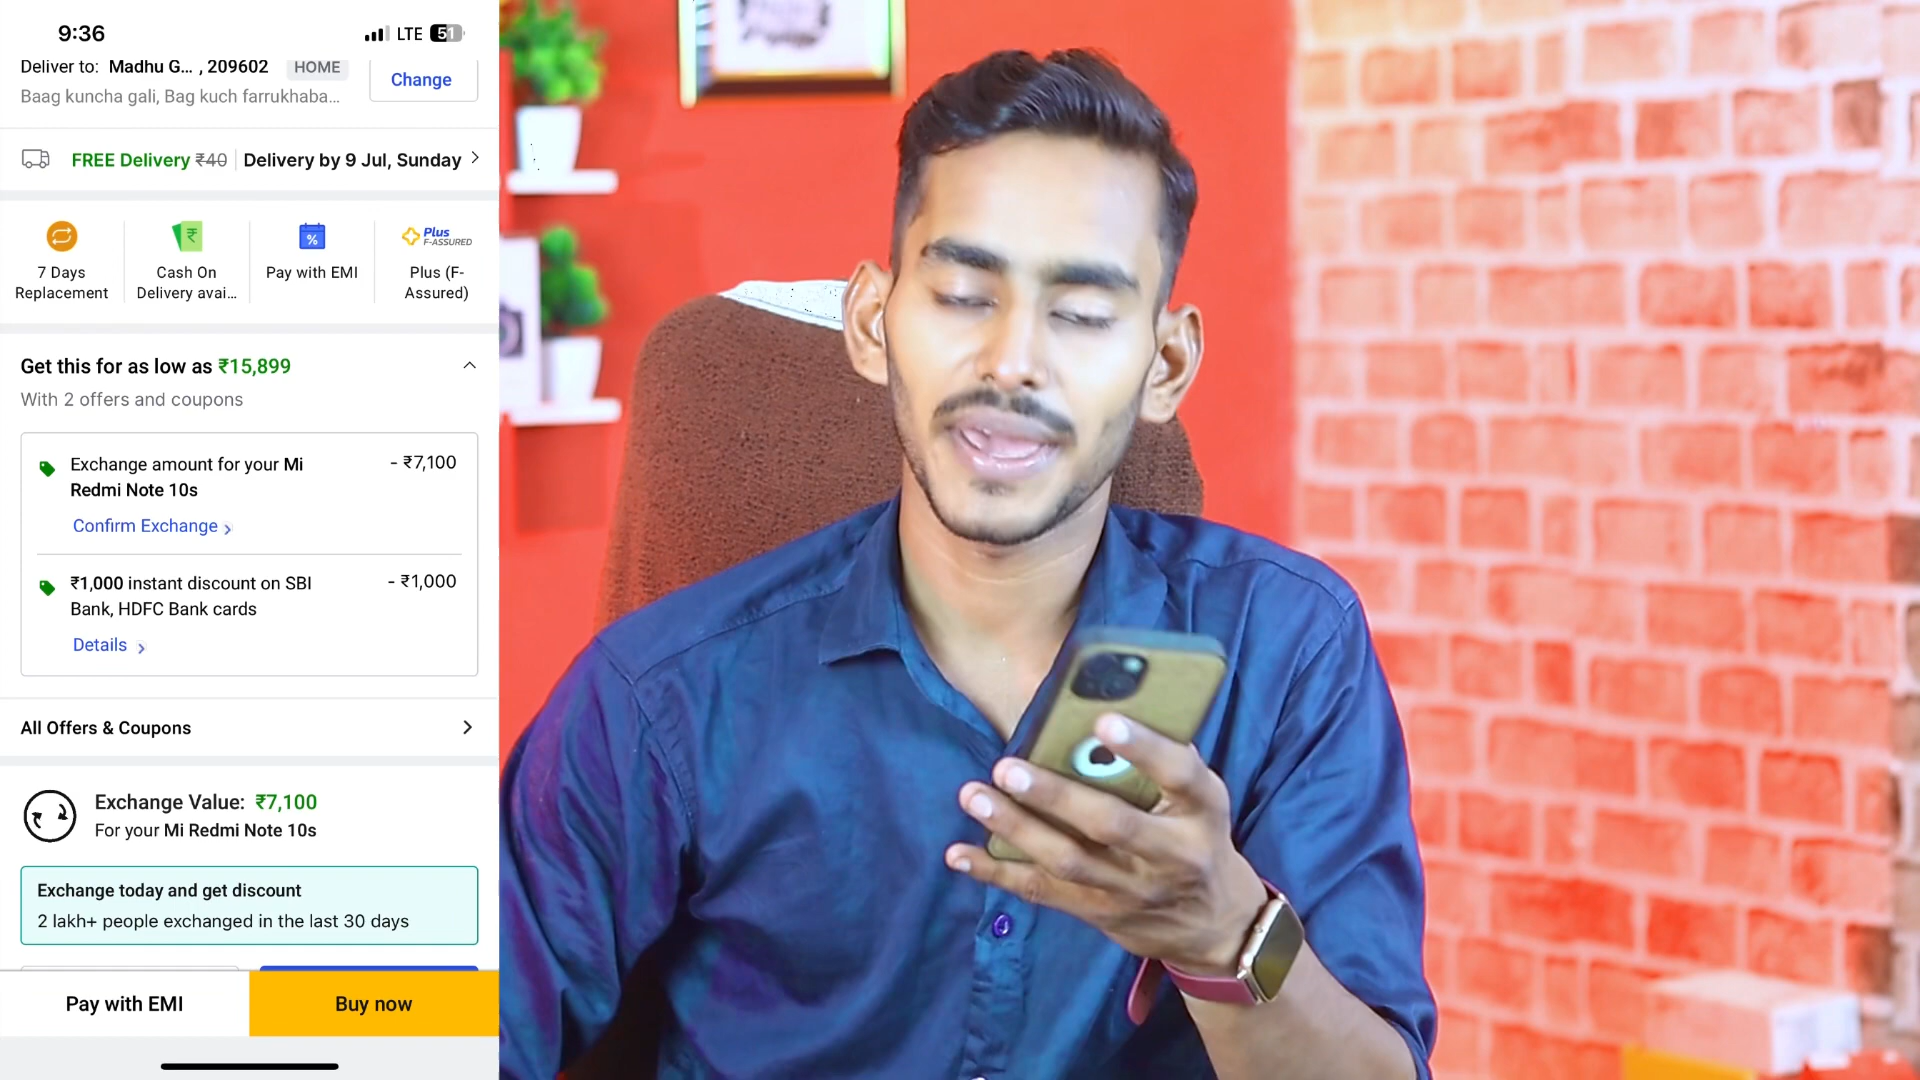 9:36
LTE 51
Deliver to: Madhu G... , 209602 HOME
Change
Baag kuncha gali, Bag kuch farrukhaba...
FREE Delivery ₹40 Delivery by 9 Jul, Sunday
7 Days
Replacement
Cash On
Delivery avai...
Pay with EMI
Plus
F-ASSURED
Plus (F-
Assured)
Get this for as low as ₹15,899
With 2 offers and coupons
Exchange amount for your Mi
Redmi Note 10s
- ₹7,100
Confirm Exchange
₹1,000 instant discount on SBI
Bank, HDFC Bank cards
- ₹1,000
Details
All Offers & Coupons
Exchange Value: ₹7,100
For your Mi Redmi Note 10s
Exchange today and get discount
2 lakh+ people exchanged in the last 30 days
Pay with EMI
Buy now